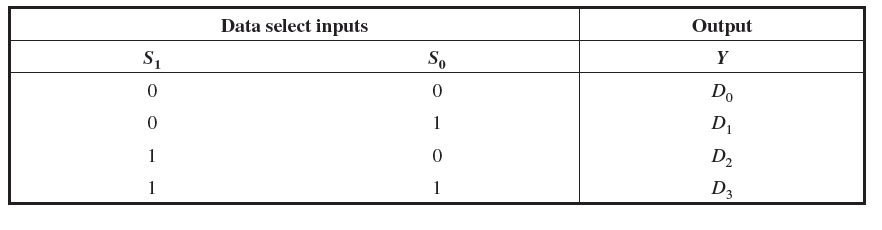 Data select inputs Output
S₁ S₀ Y
0 0 D₀
0 1 D₁
1 0 D₂
1 1 D₃